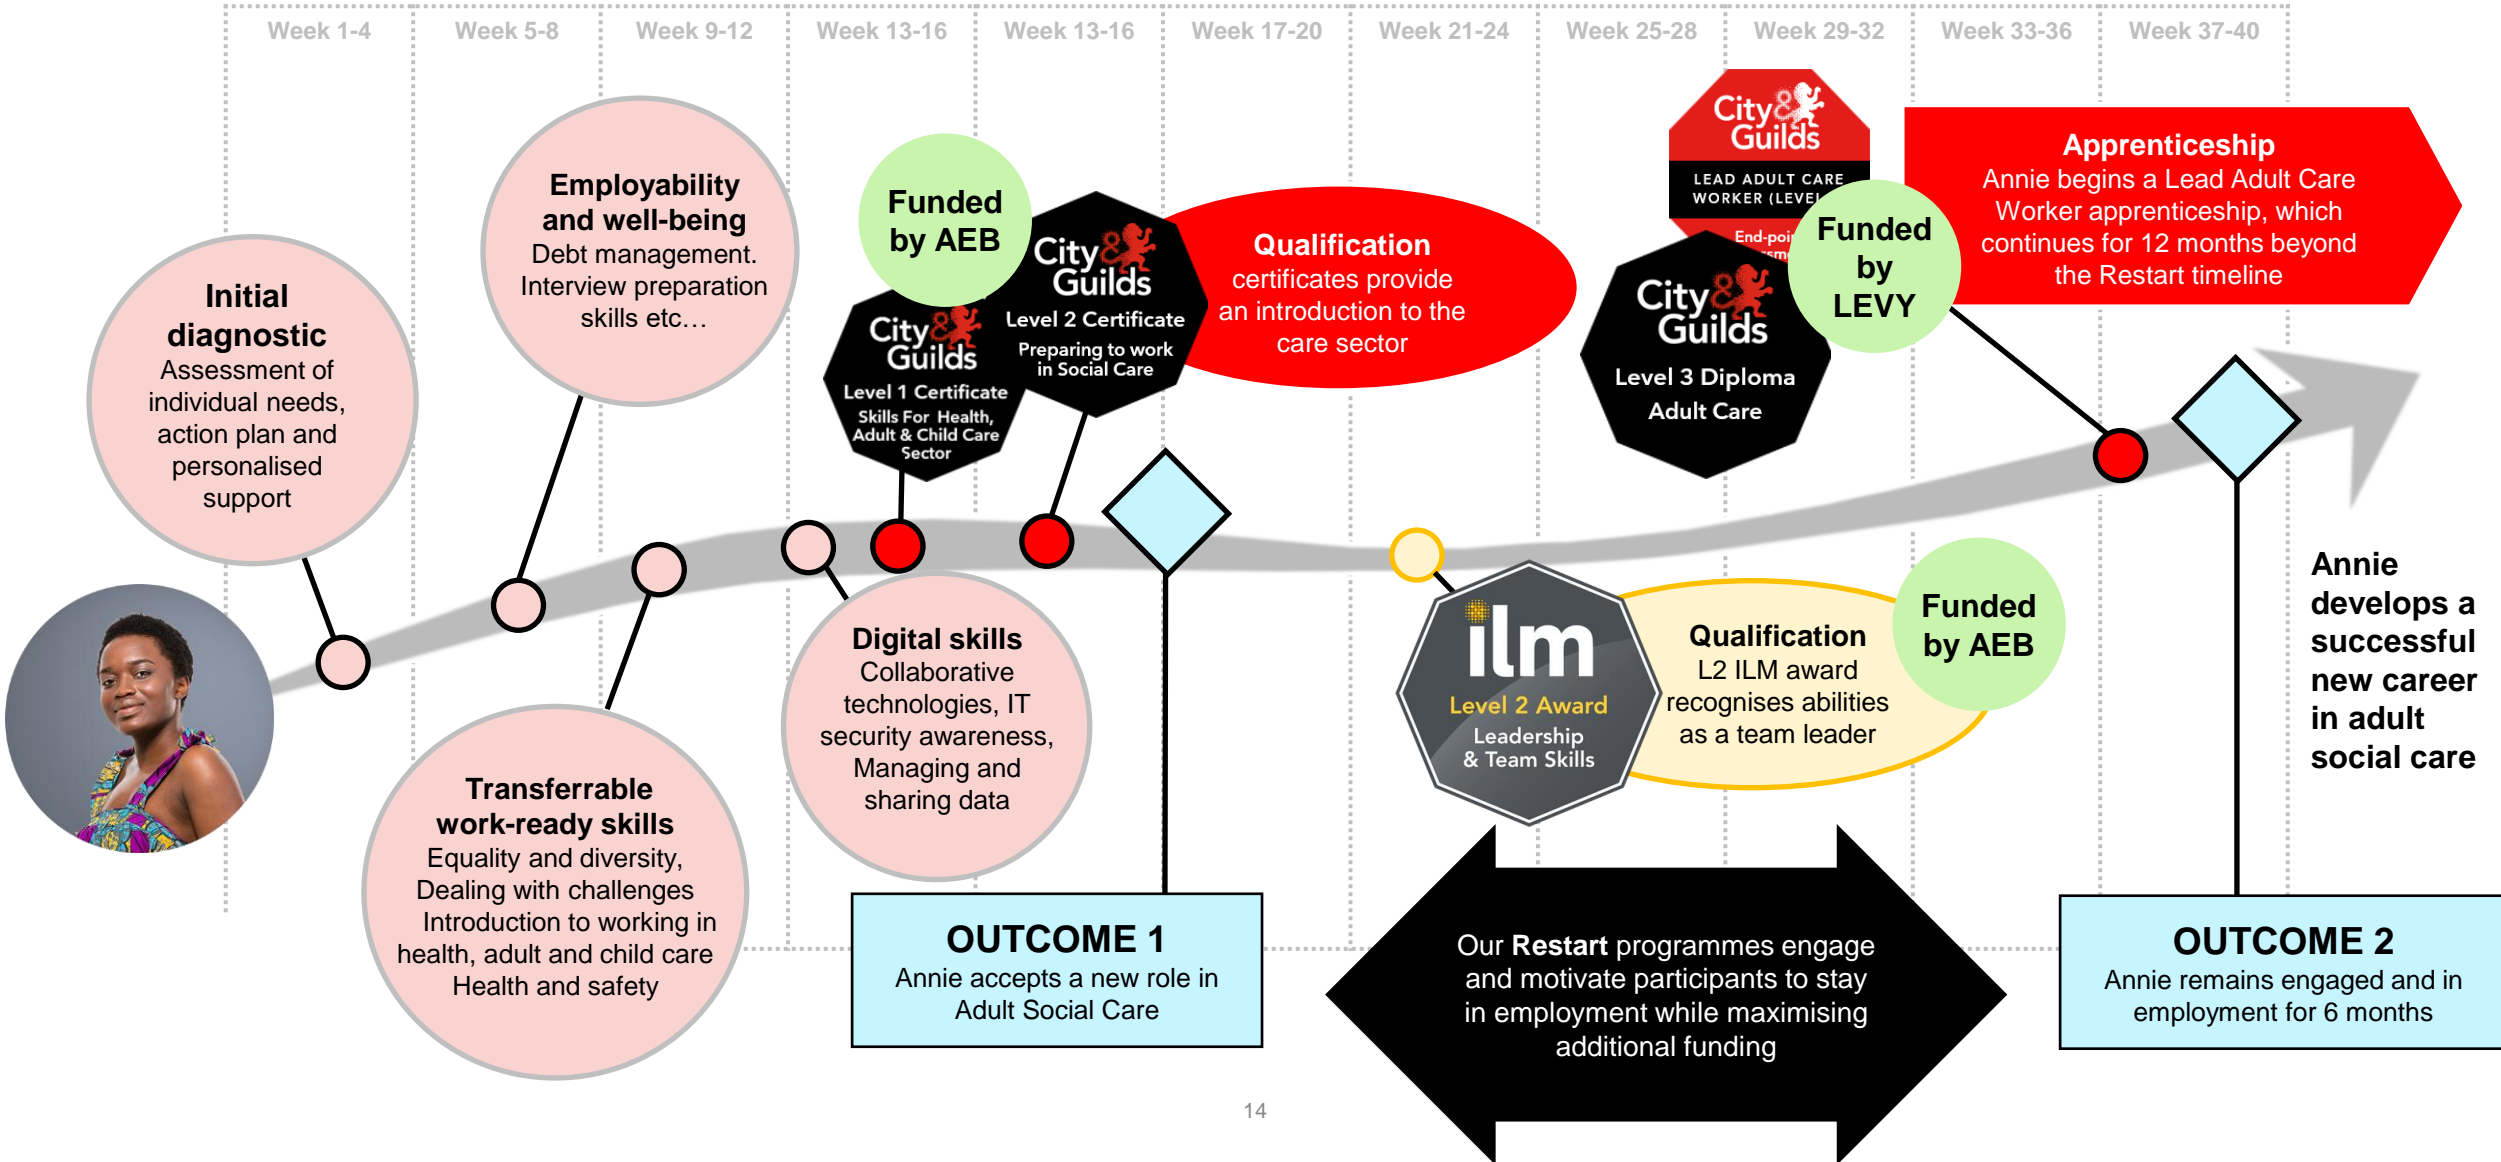 Week 1-4
Week 5-8
Week 9-12
Week 13-16
Week 13-16
Week 17-20
Week 21-24
Week 25-28
Week 29-32
Week 33-36
Week 37-40
Initial
diagnostic
Assessment of
individual needs,
action plan and
personalised
support
Employability
and well-being
Debt management.
Interview preparation
skills etc…
Transferrable
work-ready skills
Equality and diversity,
Dealing with challenges
Introduction to working in
health, adult and child care
Health and safety
Digital skills
Collaborative
technologies, IT
security awareness,
Managing and
sharing data
Funded
by AEB
City&
Guilds
Level 1 Certificate
Skills For Health,
Adult & Child Care
Sector
City&
Guilds
Level 2 Certificate
Preparing to work
in Social Care
Qualification
certificates provide
an introduction to the
care sector
OUTCOME 1
Annie accepts a new role in
Adult Social Care
ilm
Level 2 Award
Leadership
& Team Skills
Qualification
L2 ILM award
recognises abilities
as a team leader
Funded
by AEB
Our Restart programmes engage
and motivate participants to stay
in employment while maximising
additional funding
City&
Guilds
LEAD ADULT CARE
WORKER (LEVEL
City&
Guilds
Level 3 Diploma
Adult Care
Funded
by
LEVY
Apprenticeship
Annie begins a Lead Adult Care
Worker apprenticeship, which
continues for 12 months beyond
the Restart timeline
OUTCOME 2
Annie remains engaged and in
employment for 6 months
Annie
develops a
successful
new career
in adult
social care
14